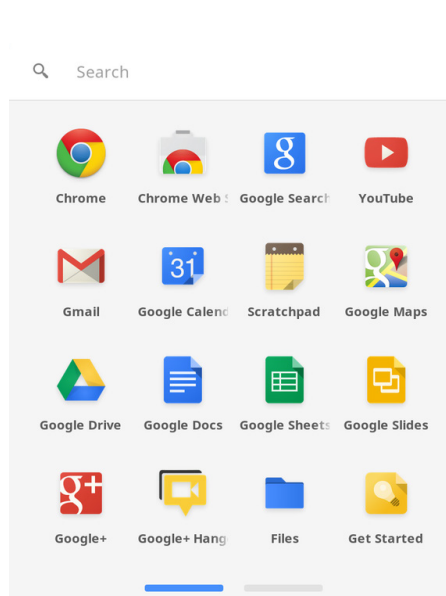 Search
Chrome Chrome Web S Google Search YouTube
31
Gmail Google Calend Scratchpad Google Maps
Google Drive Google Docs Google Sheets Google Slides
Google+ Google+ Hang Files Get Started